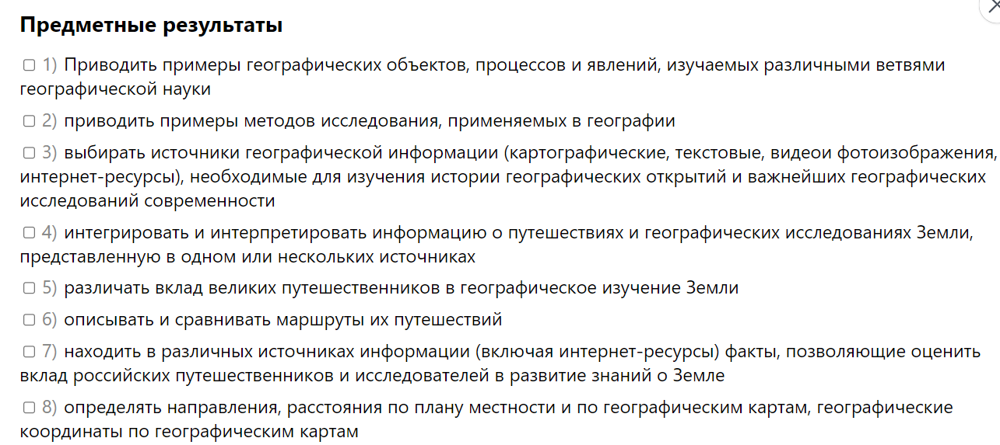 Предметные результаты
1) Приводить примеры географических объектов, процессов и явлений, изучаемых различными ветвями
географической науки
2) приводить примеры методов исследования, применяемых в географии
3) выбирать источники географической информации (картографические, текстовые, видеои фотоизображения,
интернет-ресурсы), необходимые для изучения истории географических открытий и важнейших географических
исследований современности
4) интегрировать и интерпретировать информацию о путешествиях и географических исследованиях Земли,
представленную в одном или нескольких источниках
5) различать вклад великих путешественников в географическое изучение Земли
6) описывать и сравнивать маршруты их путешествий
7) находить в различных источниках информации (включая интернет-ресурсы) факты, позволяющие оценить
вклад российских путешественников и исследователей в развитие знаний о Земле
8) определять направления, расстояния по плану местности и по географическим картам, географические
координаты по географическим картам